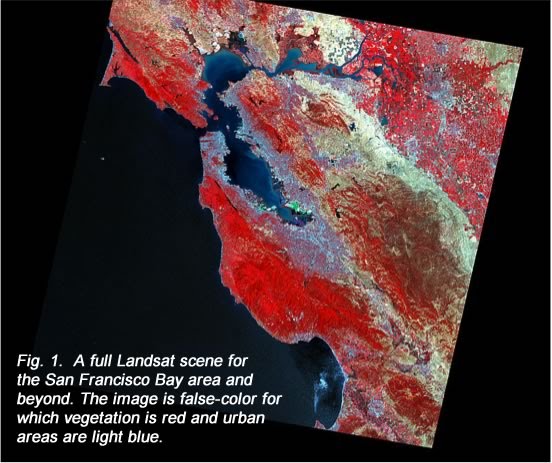 Fig. 1.  A full Landsat scene for
the San Francisco Bay area and
beyond. The image is false-color for
which vegetation is red and urban
areas are light blue.